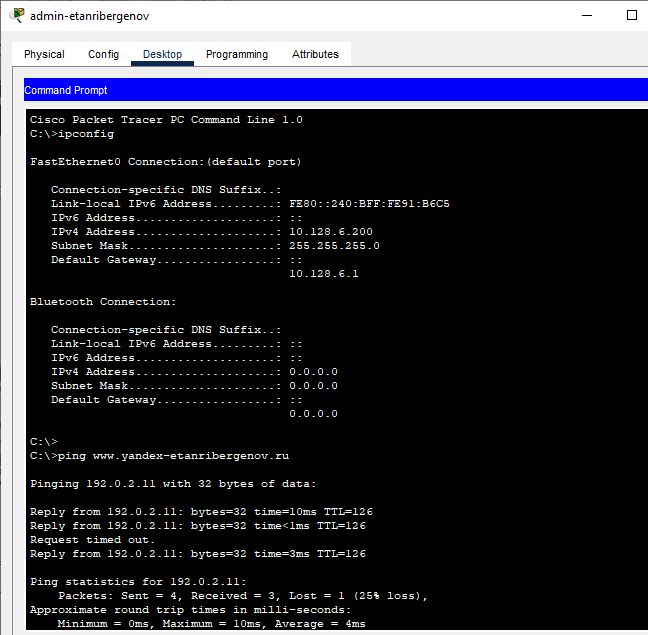 admin-etanribergenov
Physical Config Desktop Programming Attributes
Command Prompt
Cisco Packet Tracer PC Command Line 1.0
C:\>ipconfig
FastEthernet0 Connection:(default port)
Connection-specific DNS Suffix..:
Link-local IPv6 Address.........: FE80::240:BFF:FE91:B6C5
IPv6 Address....................: ::
IPv4 Address....................: 10.128.6.200
Subnet Mask.....................: 255.255.255.0
Default Gateway.................: ::
10.128.6.1
Bluetooth Connection:
Connection-specific DNS Suffix..:
Link-local IPv6 Address.........: ::
IPv6 Address....................: ::
IPv4 Address....................: 0.0.0.0
Subnet Mask.....................: 0.0.0.0
Default Gateway.................: ::
0.0.0.0
C:\>
C:\>ping www.yandex-etanribergenov.ru
Pinging 192.0.2.11 with 32 bytes of data:
Reply from 192.0.2.11: bytes=32 time=10ms TTL=126
Reply from 192.0.2.11: bytes=32 time<1ms TTL=126
Request timed out.
Reply from 192.0.2.11: bytes=32 time=3ms TTL=126
Ping statistics for 192.0.2.11:
Packets: Sent = 4, Received = 3, Lost = 1 (25% loss),
Approximate round trip times in milli-seconds:
Minimum = 0ms, Maximum = 10ms, Average = 4ms